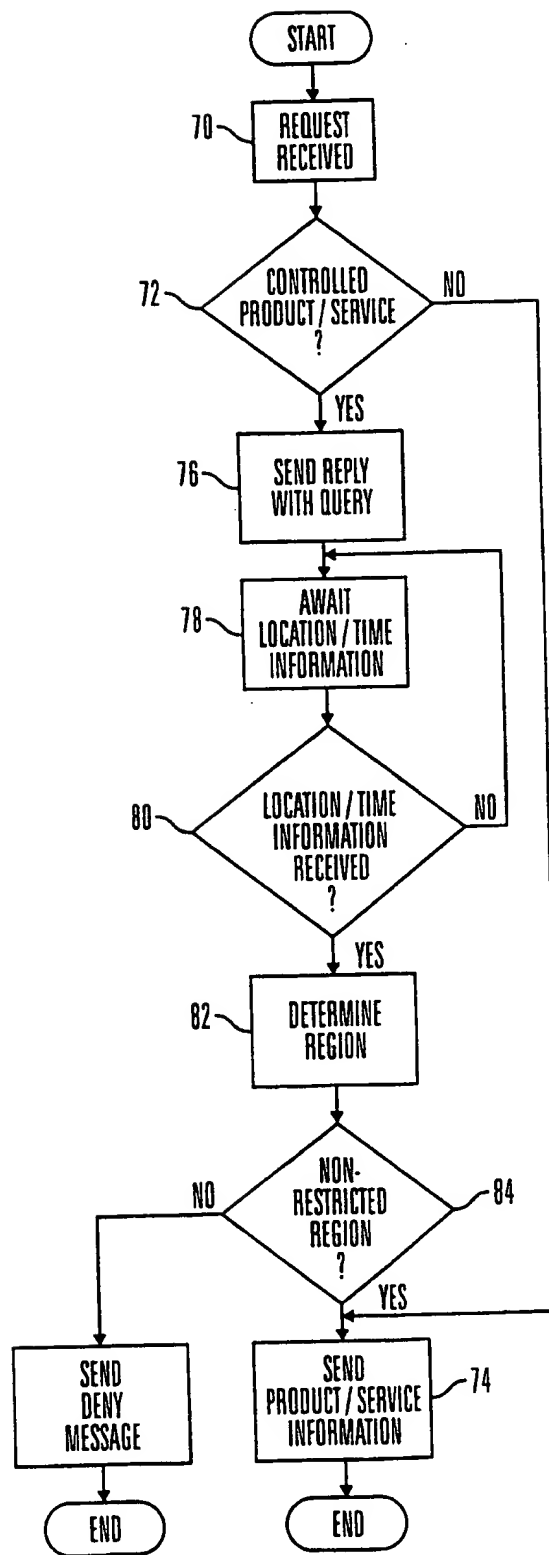 START
70
REQUEST
RECEIVED
72
CONTROLLED
PRODUCT / SERVICE
?
NO
YES
76
SEND REPLY
WITH QUERY
78
AWAIT
LOCATION / TIME
INFORMATION
80
LOCATION / TIME
INFORMATION
RECEIVED
?
NO
YES
82
DETERMINE
REGION
NON-
RESTRICTED
REGION
?
84
NO
YES
SEND
DENY
MESSAGE
SEND
PRODUCT / SERVICE
INFORMATION
74
END
END